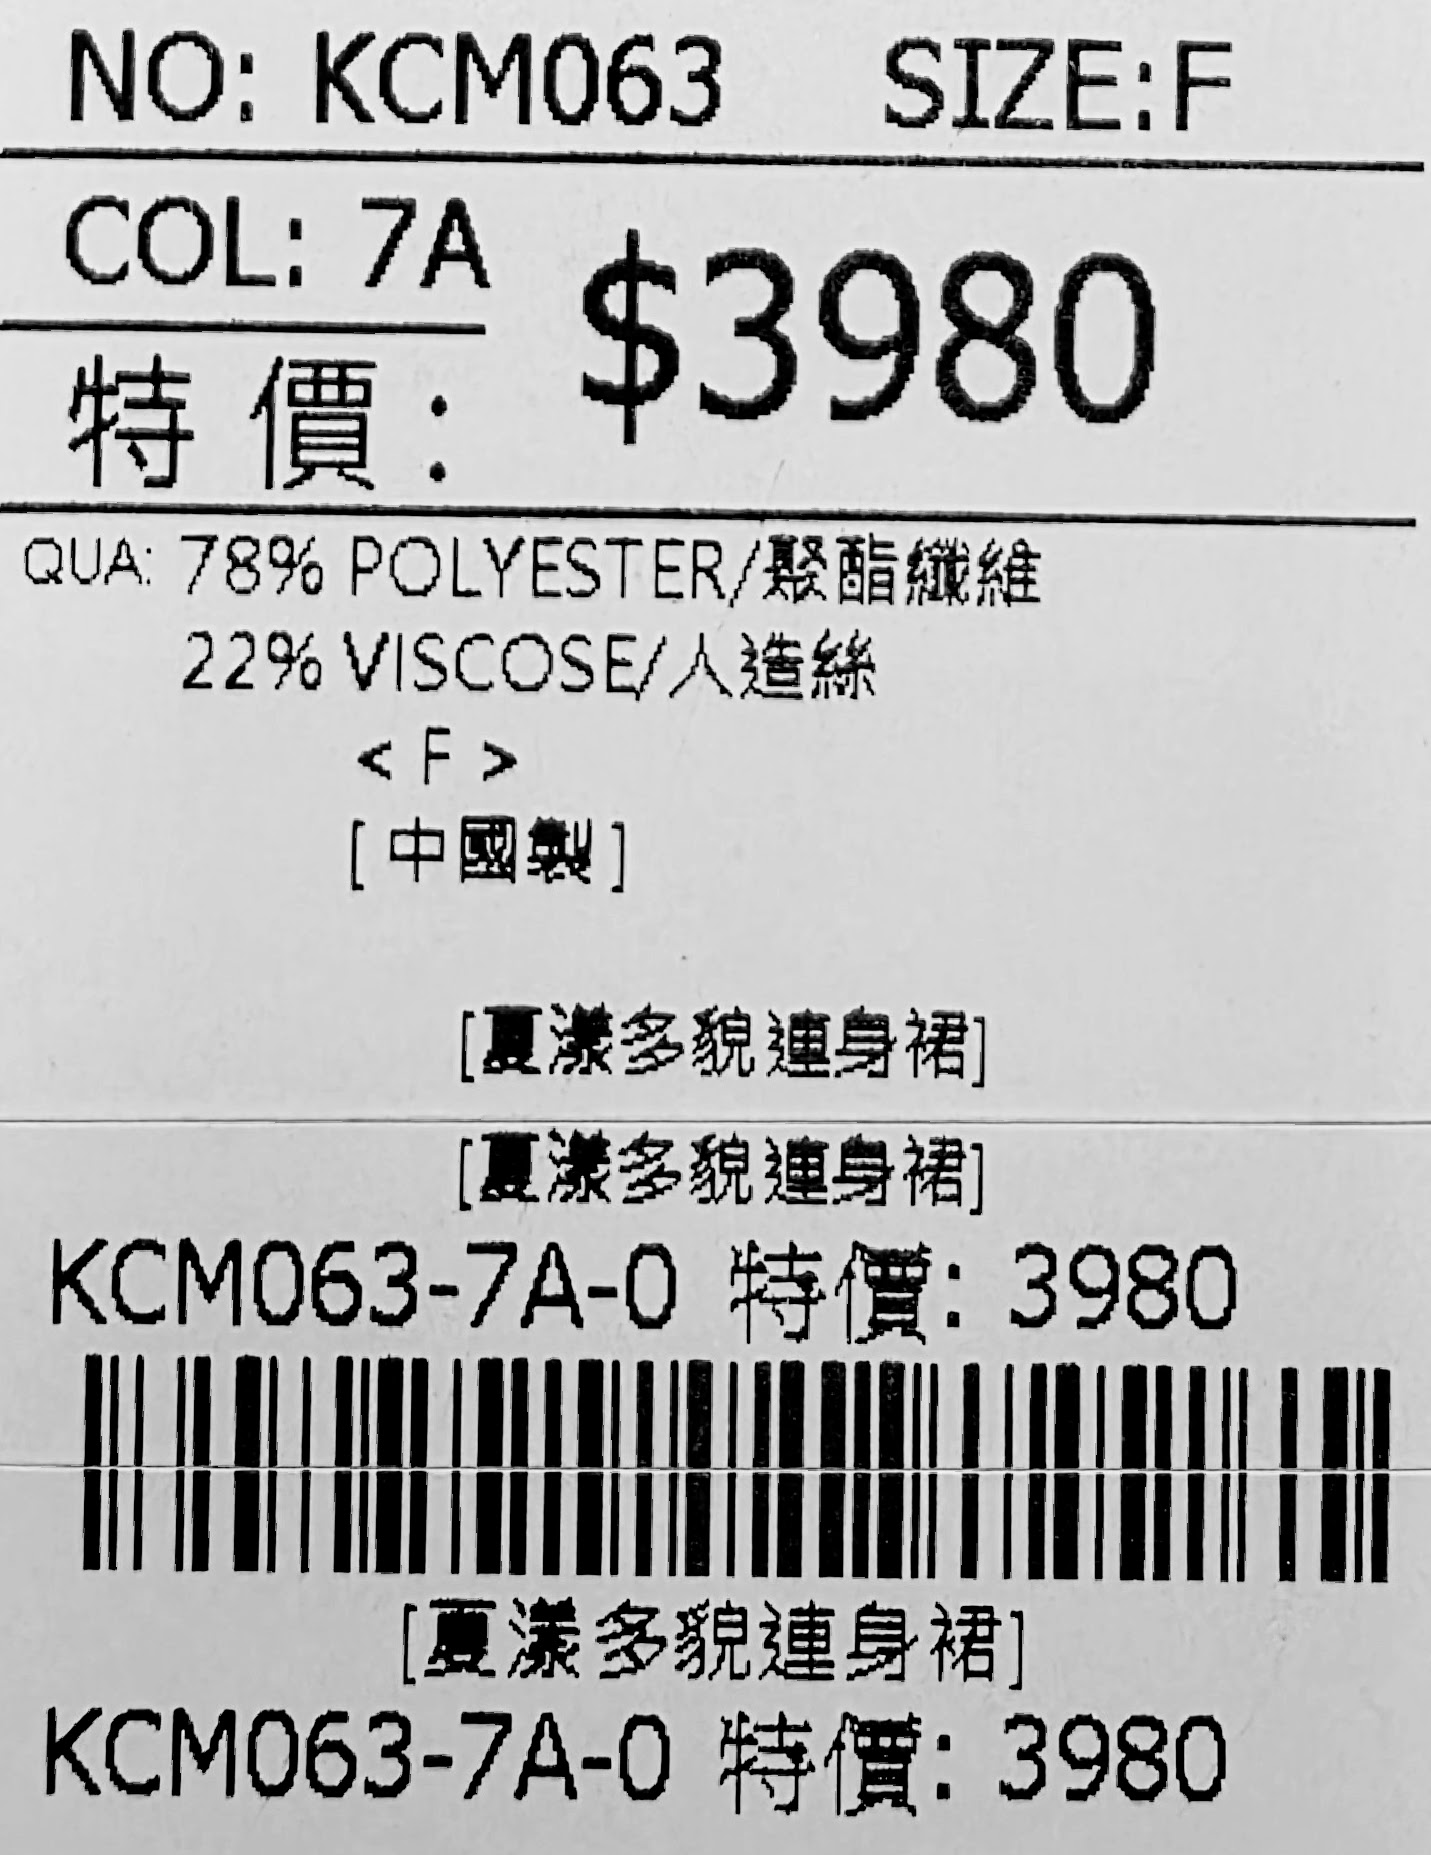 NO: KCM063 SIZE:F
COL: 7A
$3980
特 價：
QUA: 78% POLYESTER/聚酯纖維
22% VISCOSE/人造絲
< F >
[ 中國製 ]
[夏漾多貌連身裙]
[夏漾多貌連身裙]
KCM063-7A-0 特價: 3980
[夏漾多貌連身裙]
KCM063-7A-0 特價: 3980